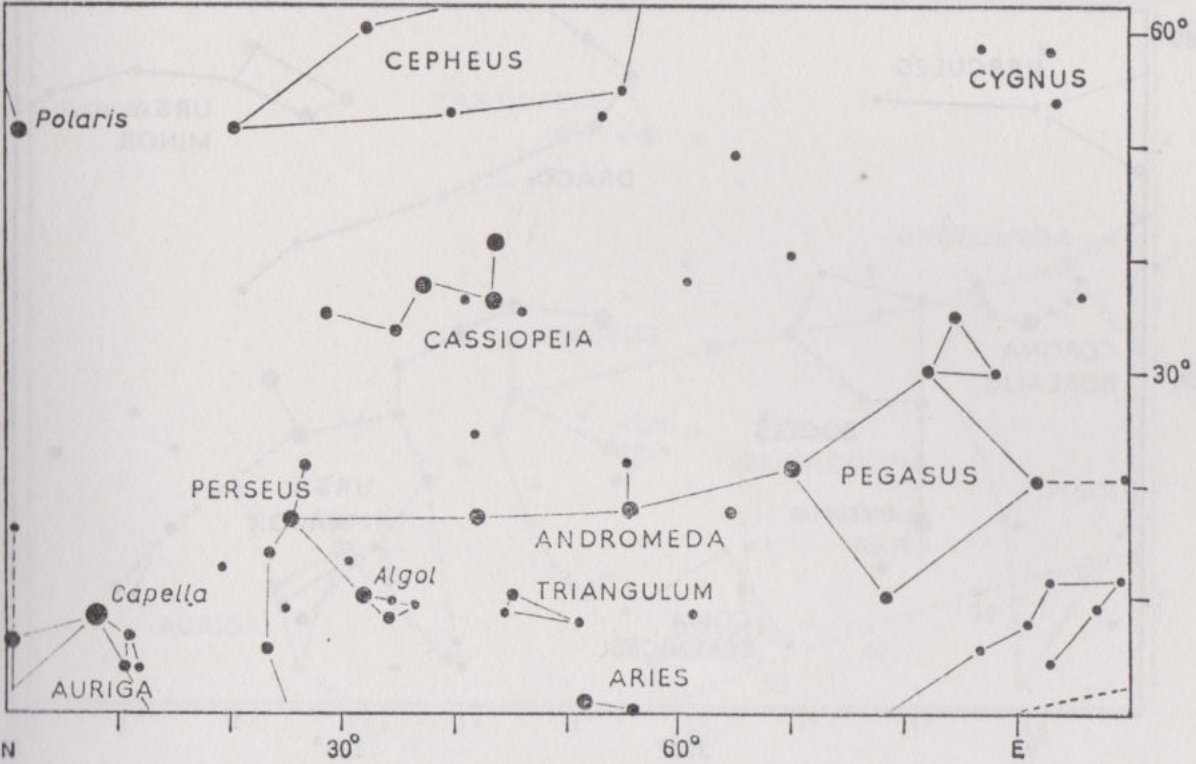 60°
CEPHEUS
CYGNUS
Polaris
CASSIOPEIA
30°
PERSEUS
PEGASUS
ANDROMEDA
Algol
TRIANGULUM
Capella
ARIES
AURIGA
N
30°
60°
E